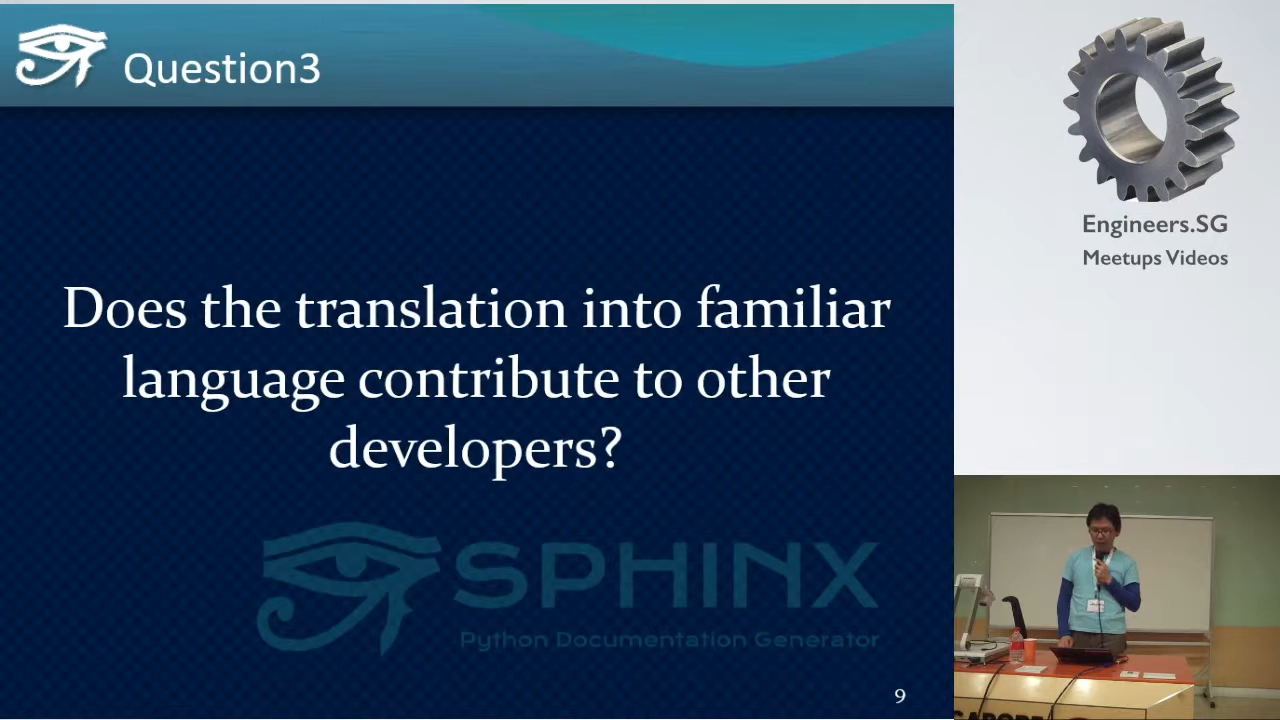 Question3
Does the translation into familiar
language contribute to other
developers?
SPHINX
Python Documentation Generator
9
Engineers.SG
Meetups Videos